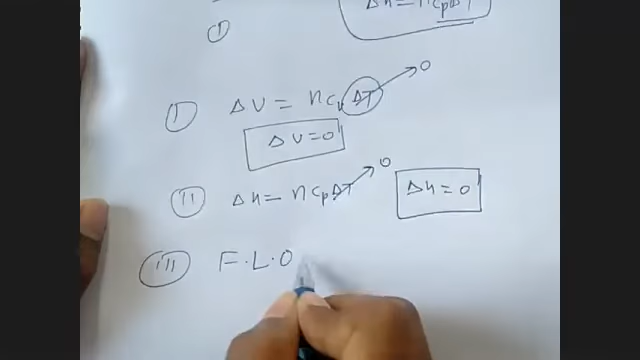 ΔH = nCpΔT
(I)
(I) ΔU = nCvΔT → 0
ΔU = 0
(II) ΔH = nCpΔT → 0 ΔH = 0
(III) F.L.O